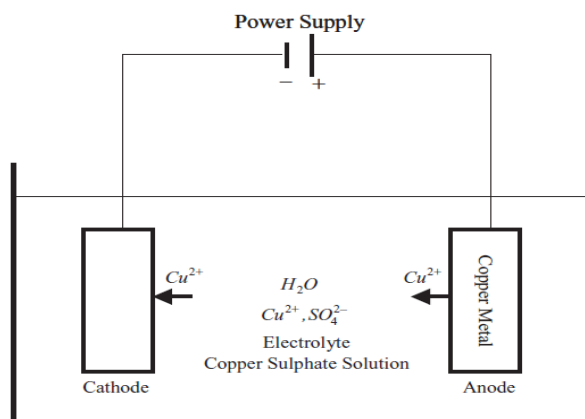 Power Supply
− +
Cu²⁺
H₂O
Cu²⁺
Cu²⁺, SO₄²⁻
Electrolyte
Copper Sulphate Solution
Copper Metal
Cathode
Anode